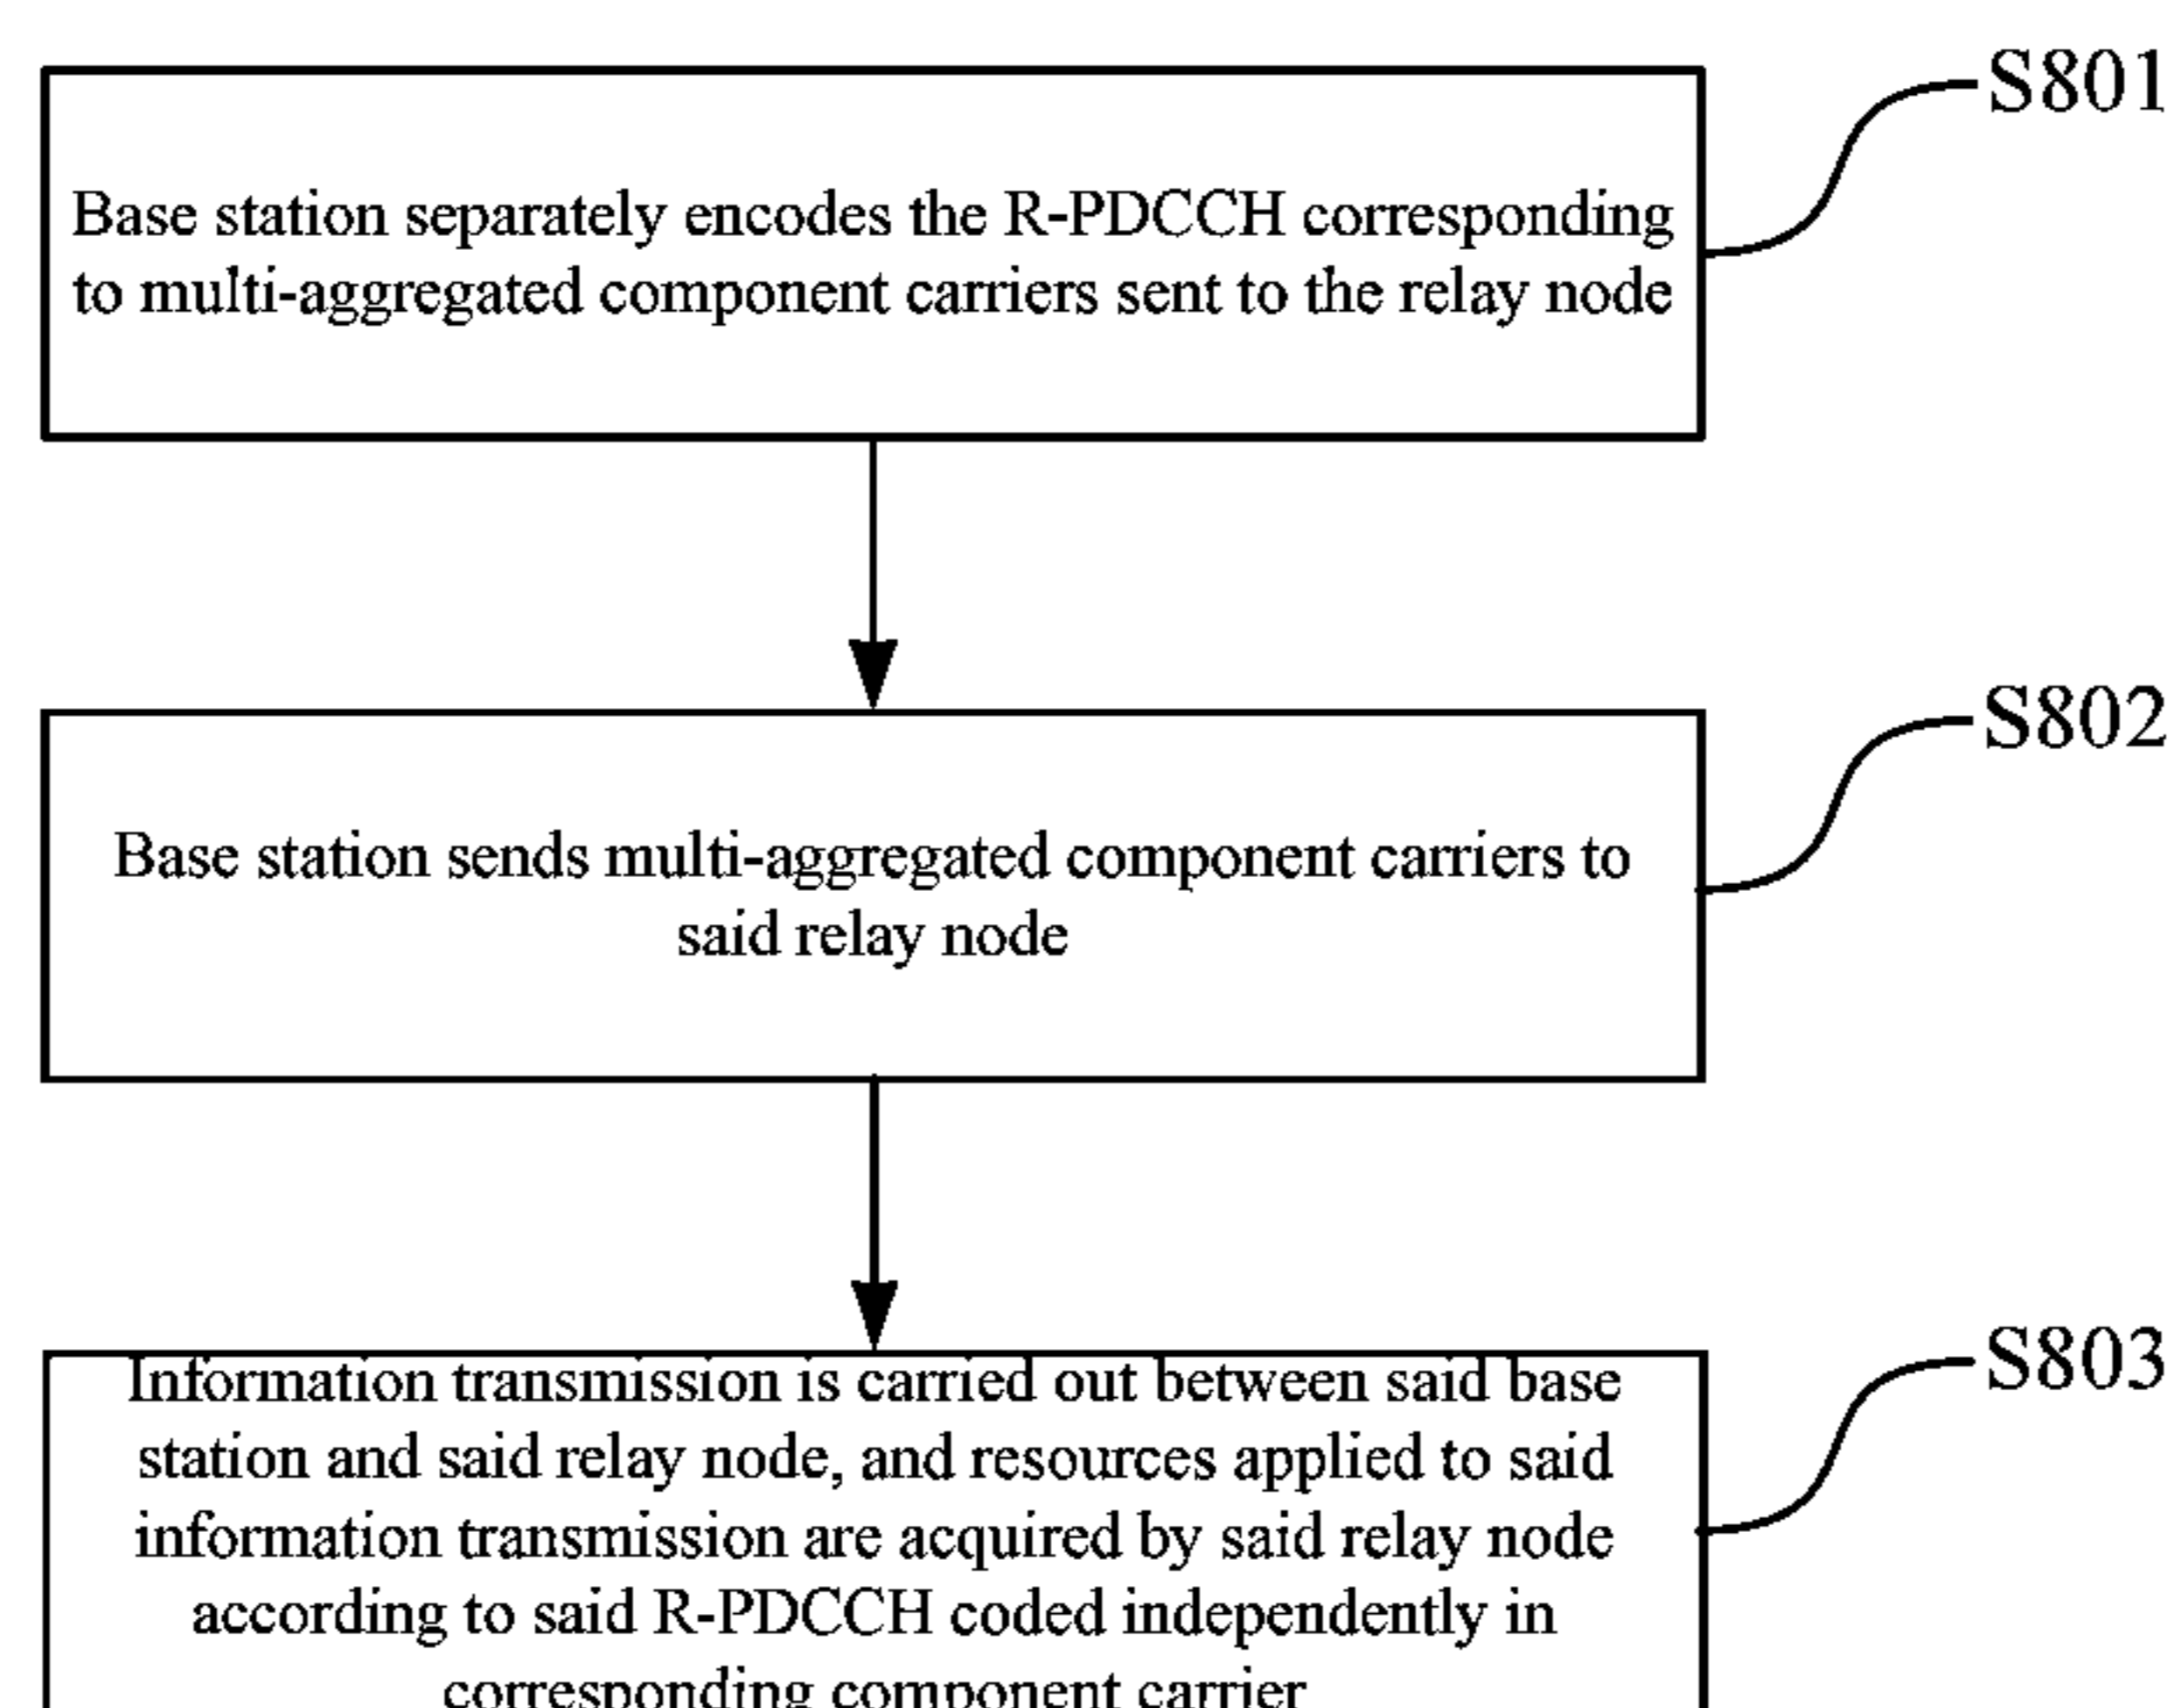 S801
Base station separately encodes the R-PDCCH corresponding
to multi-aggregated component carriers sent to the relay node
S802
Base station sends multi-aggregated component carriers to
said relay node
S803
Information transmission is carried out between said base
station and said relay node, and resources applied to said
information transmission are acquired by said relay node
according to said R-PDCCH coded independently in
corresponding component carrier